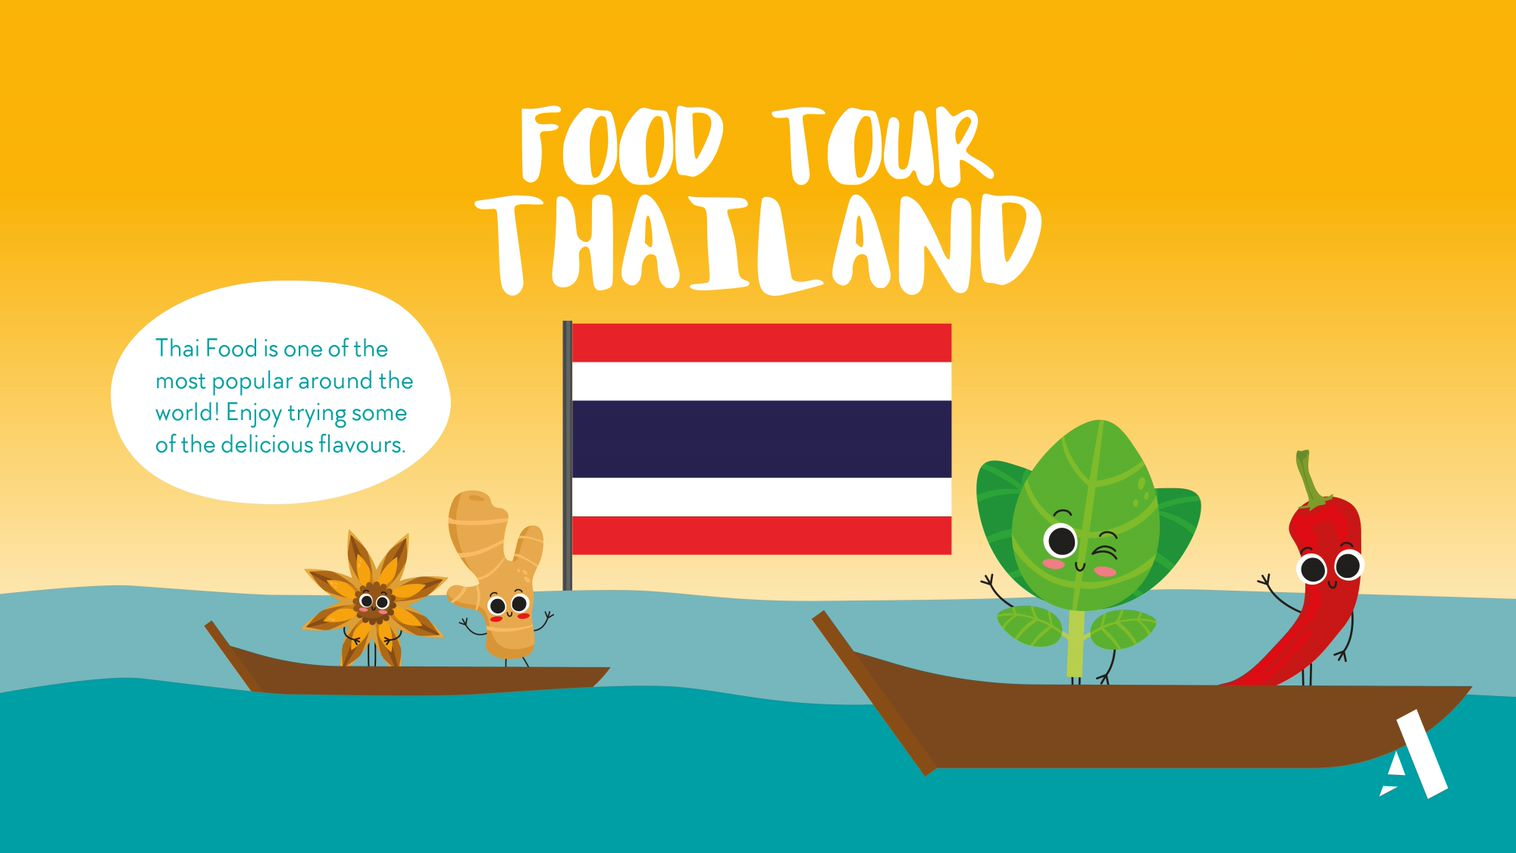 FOOD TOUR
THAILAND
Thai Food is one of the
most popular around the
world! Enjoy trying some
of the delicious flavours.